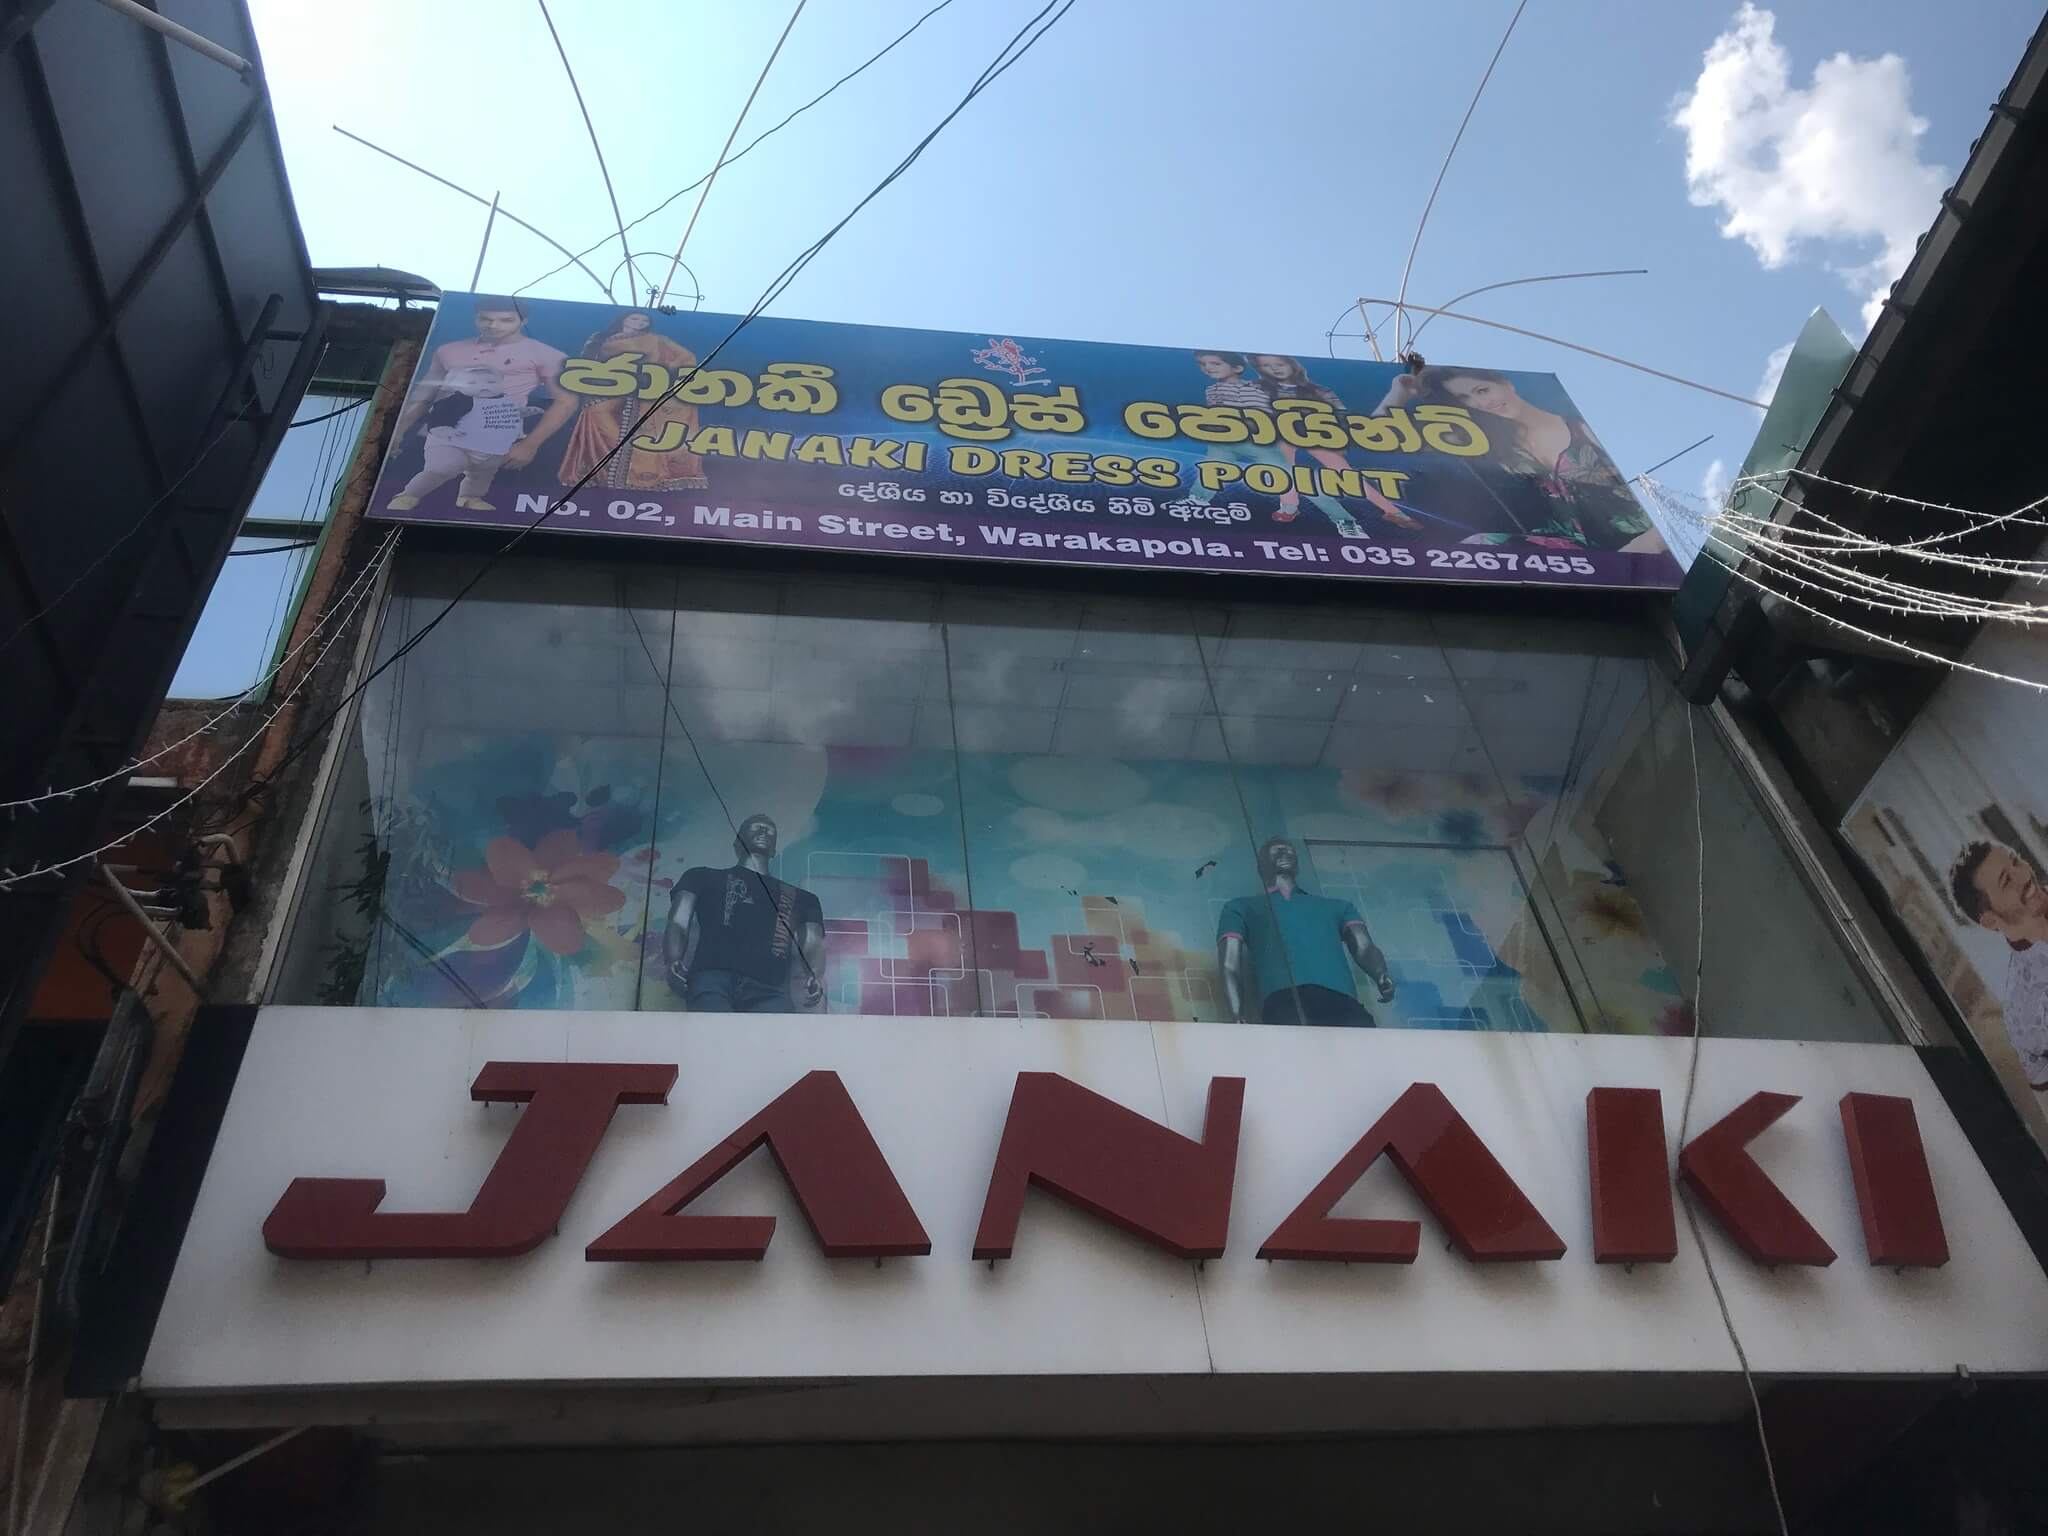 ජානකී ඩ්‍රෙස් පොයින්ට්
JANAKI DRESS POINT
දේශීය හා විදේශීය නිමි ඇඳුම්
No. 02, Main Street, Warakapola. Tel: 035 2267455
JANAKI